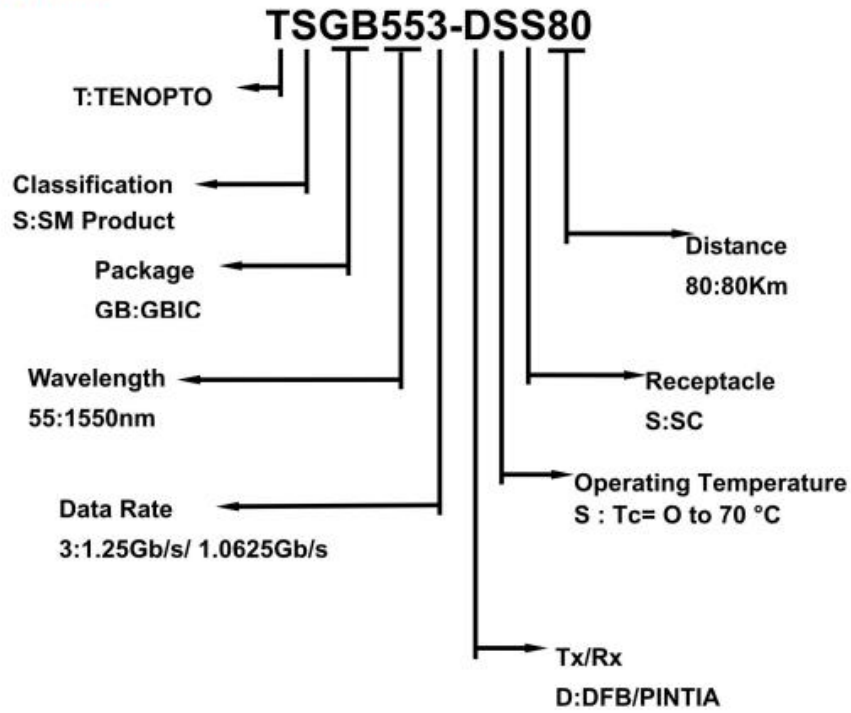 TSGB553-DSS80
T:TENOPTO
Classification
S:SM Product
Package
GB:GBIC
Wavelength
55:1550nm
Data Rate
3:1.25Gb/s/ 1.0625Gb/s
Distance
80:80Km
Receptacle
S:SC
Operating Temperature
S : Tc= O to 70 °C
Tx/Rx
D:DFB/PINTIA